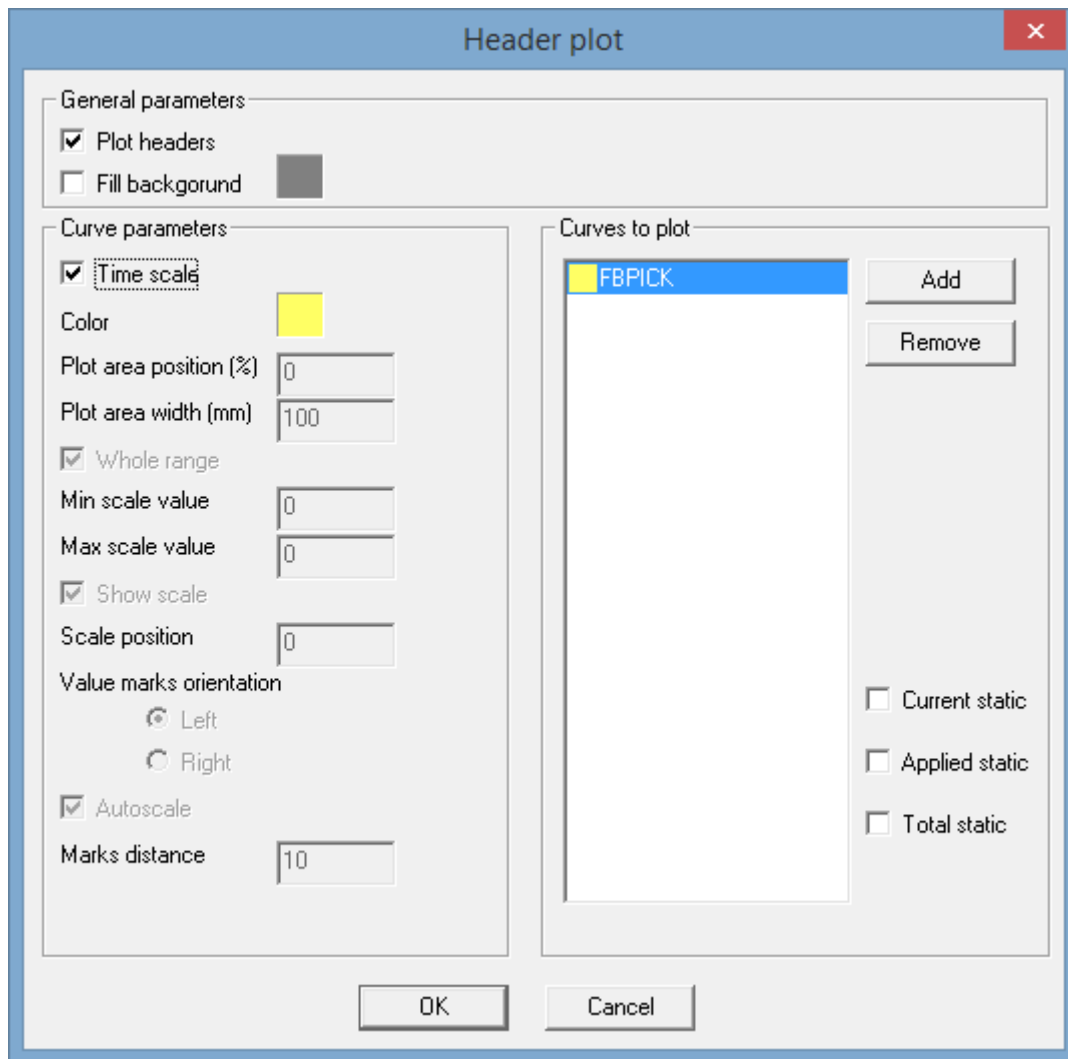 Header plot
General parameters
Plot headers
Fill backgorund
Curve parameters
Time scale
Color
Plot area position (%) 0
Plot area width (mm) 100
Whole range
Min scale value 0
Max scale value 0
Show scale
Scale position 0
Value marks orientation
Left
Right
Autoscale
Marks distance 10
Curves to plot
FBPICK
Add
Remove
Current static
Applied static
Total static
OK
Cancel